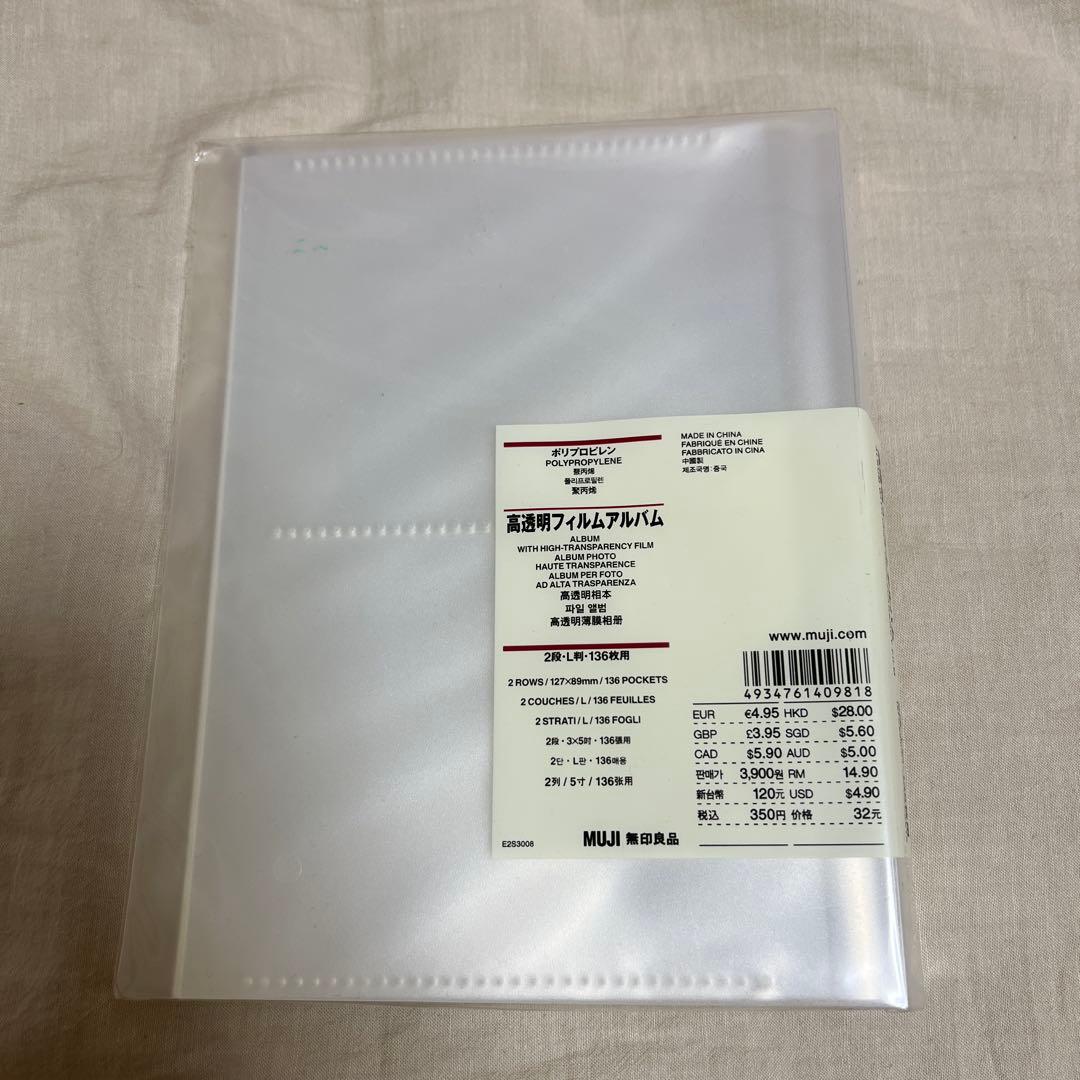 ポリプロピレン
POLYPROPYLENE
聚丙烯
폴리프로필렌
聚丙烯
高透明フィルムアルバム
ALBUM
WITH HIGH-TRANSPARENCY FILM
ALBUM PHOTO
HAUTE TRANSPARENCE
ALBUM PER FOTO
AD ALTA TRASPARENZA
高透明相本
파일 앨범
高透明薄膜相册
2段・L判・136枚用
2 ROWS / 127×89mm / 136 POCKETS
2 COUCHES / L / 136 FEUILLES
2 STRATI / L / 136 FOGLI
2段・3×5吋・136張用
2단・L판・136매용
2列 / 5寸 / 136张用
E2S3008
MUJI 無印良品
MADE IN CHINA
FABRIQUÉ EN CHINE
FABBRICATO IN CINA
中國製
제조국명:중국
www.muji.com
4934761409818
EUR €4.95 HKD $28.00
GBP £3.95 SGD $5.60
CAD $5.90 AUD $5.00
판매가 3,900원 RM 14.90
新台幣 120元 USD $4.90
税込 350円 价格 32元